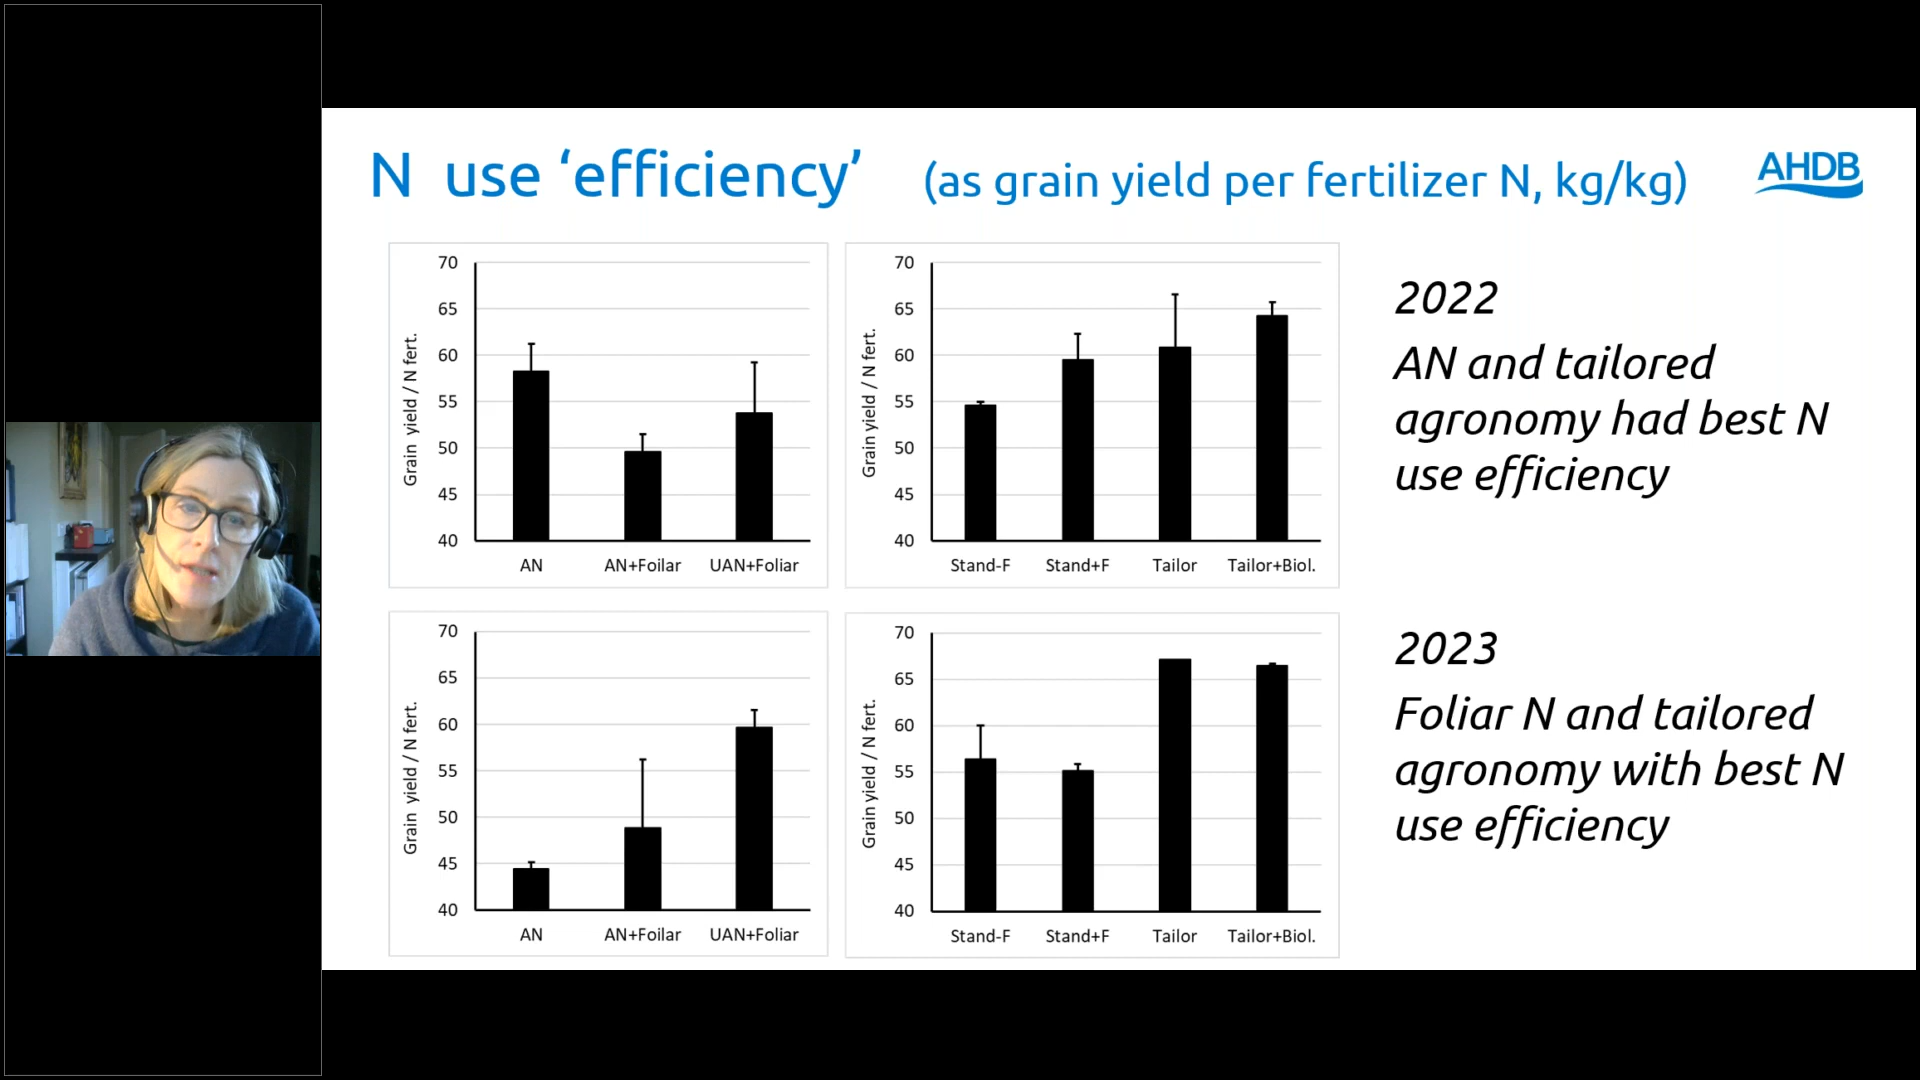 N use ‘efficiency’ (as grain yield per fertilizer N, kg/kg)
AHDB
70
65
60
55
50
45
40
Grain yield / N fert.
AN
AN+Foilar
UAN+Foliar
70
65
60
55
50
45
40
Grain yield / N fert.
Stand-F
Stand+F
Tailor
Tailor+Biol.
2022
AN and tailored
agronomy had best N
use efficiency
70
65
60
55
50
45
40
Grain yield / N fert.
AN
AN+Foilar
UAN+Foliar
70
65
60
55
50
45
40
Grain yield / N fert.
Stand-F
Stand+F
Tailor
Tailor+Biol.
2023
Foliar N and tailored
agronomy with best N
use efficiency